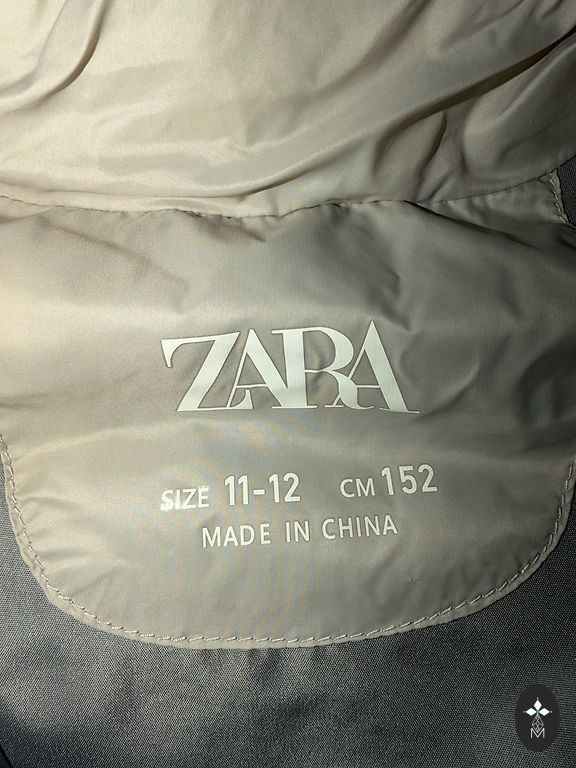 ZARA
SIZE 11-12 CM 152
MADE IN CHINA
M